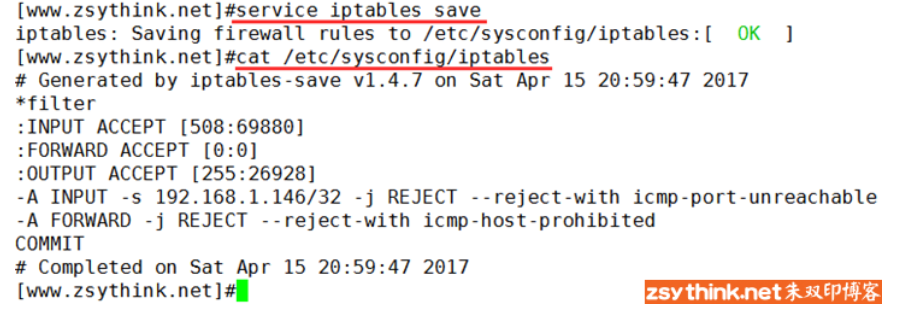 [www.zsythink.net]#service iptables save
iptables: Saving firewall rules to /etc/sysconfig/iptables:[  OK  ]
[www.zsythink.net]#cat /etc/sysconfig/iptables
# Generated by iptables-save v1.4.7 on Sat Apr 15 20:59:47 2017
*filter
:INPUT ACCEPT [508:69880]
:FORWARD ACCEPT [0:0]
:OUTPUT ACCEPT [255:26928]
-A INPUT -s 192.168.1.146/32 -j REJECT --reject-with icmp-port-unreachable
-A FORWARD -j REJECT --reject-with icmp-host-prohibited
COMMIT
# Completed on Sat Apr 15 20:59:47 2017
[www.zsythink.net]#
zsythink.net朱双印博客